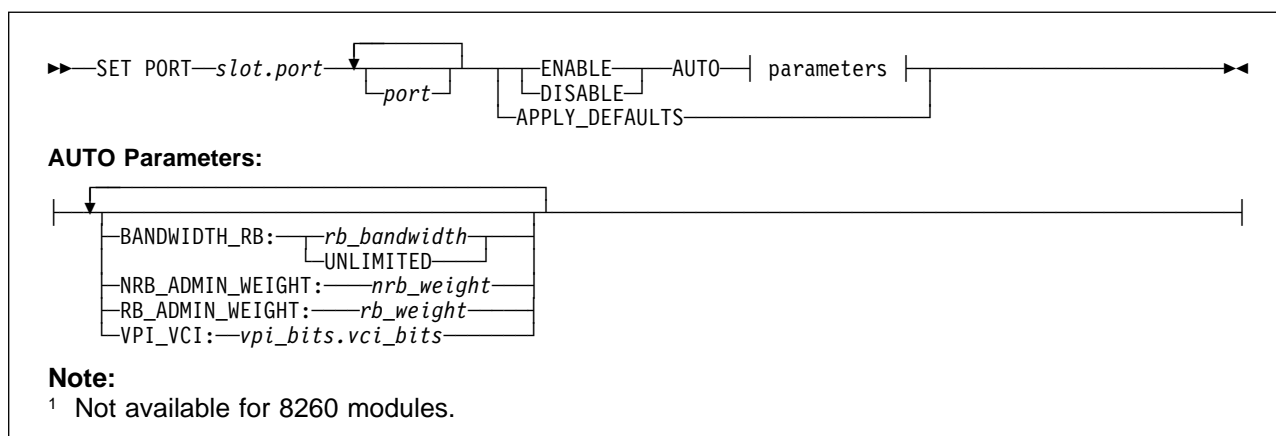 SET PORT slot.port port ENABLE AUTO parameters
DISABLE
APPLY_DEFAULTS
AUTO Parameters:
BANDWIDTH_RB: rb_bandwidth
UNLIMITED
NRB_ADMIN_WEIGHT: nrb_weight
RB_ADMIN_WEIGHT: rb_weight
VPI_VCI: vpi_bits.vci_bits
Note:
1 Not available for 8260 modules.